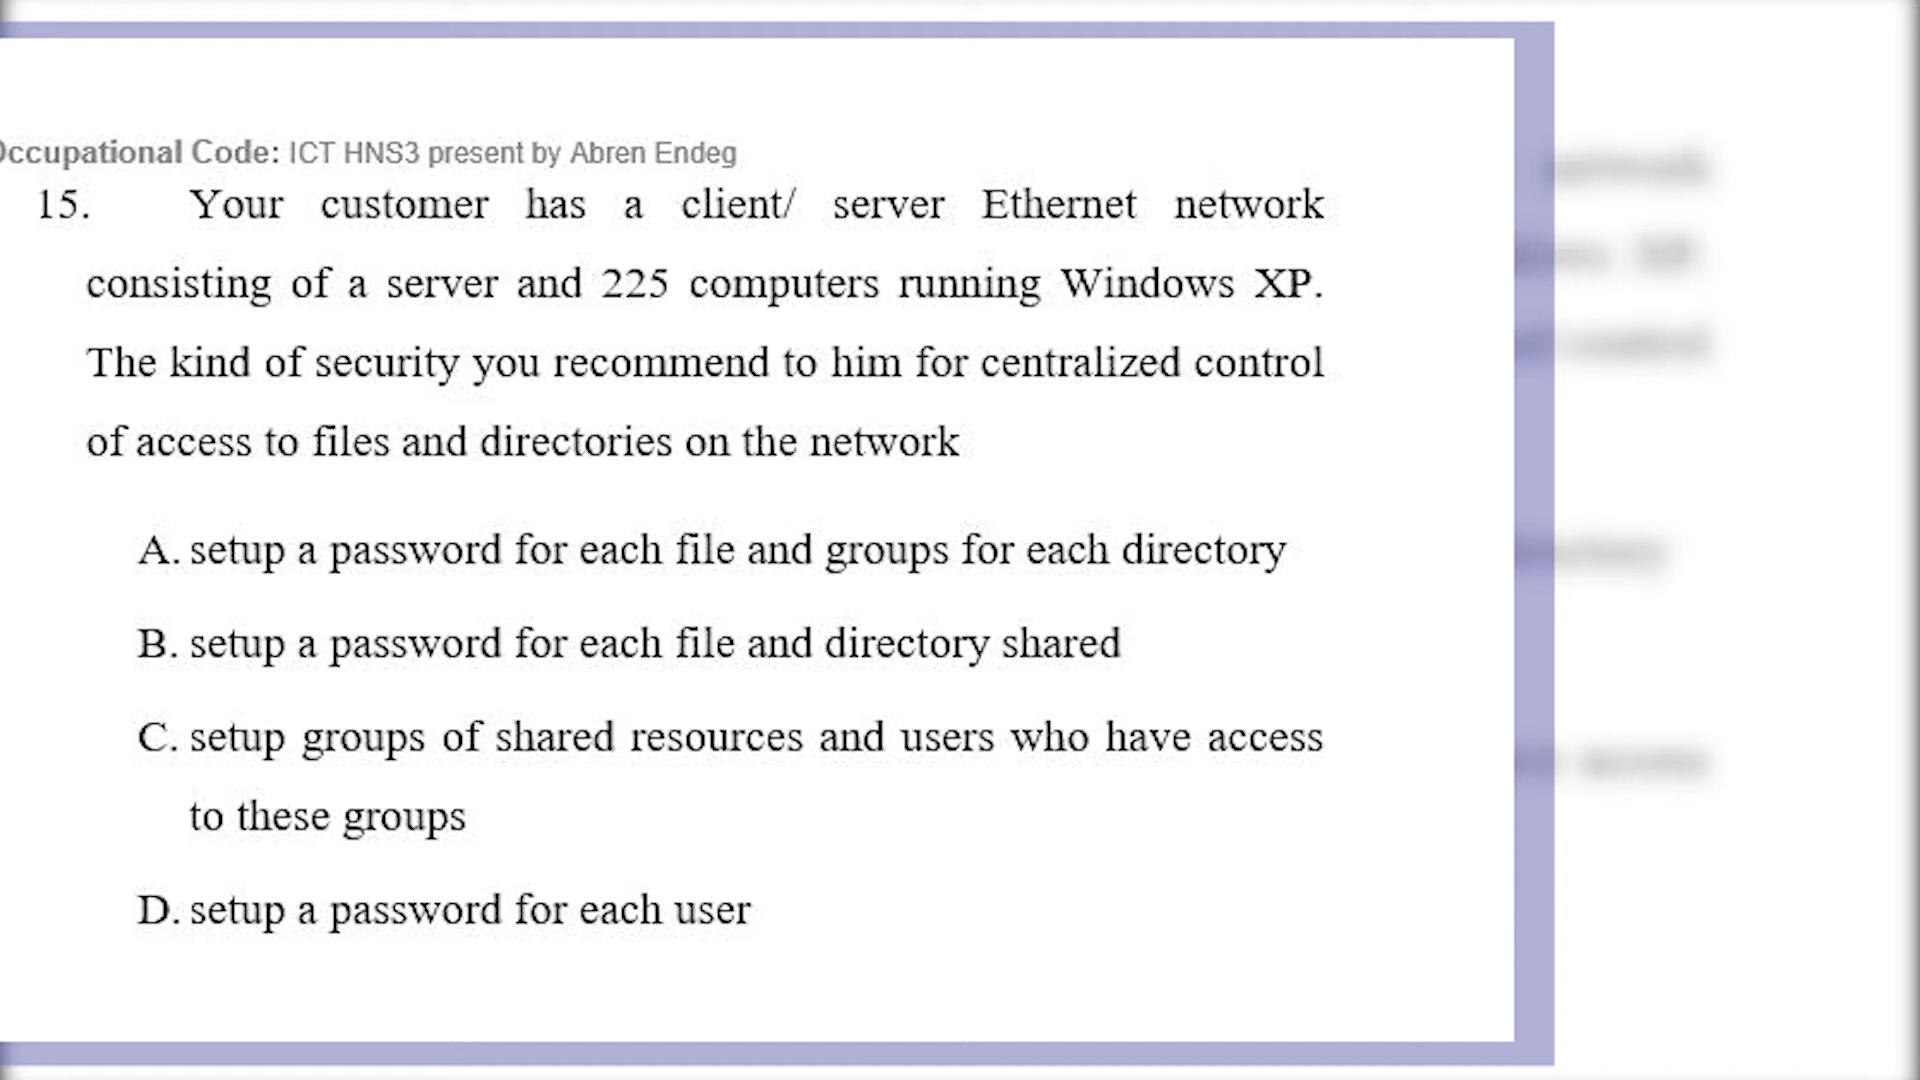 Occupational Code: ICT HNS3 present by Abren Endeg
15. Your customer has a client/ server Ethernet network
consisting of a server and 225 computers running Windows XP.
The kind of security you recommend to him for centralized control
of access to files and directories on the network
A. setup a password for each file and groups for each directory
B. setup a password for each file and directory shared
C. setup groups of shared resources and users who have access
to these groups
D. setup a password for each user